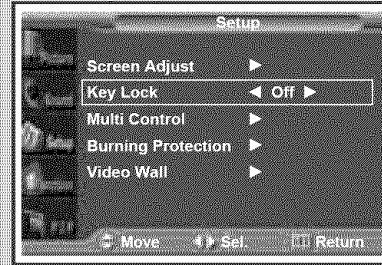 Setup
Screen Adjust ▶
Key Lock ◀ Off ▶
Multi Control ▶
Burning Protection ▶
Video Wall ▶
Move Sel. Return